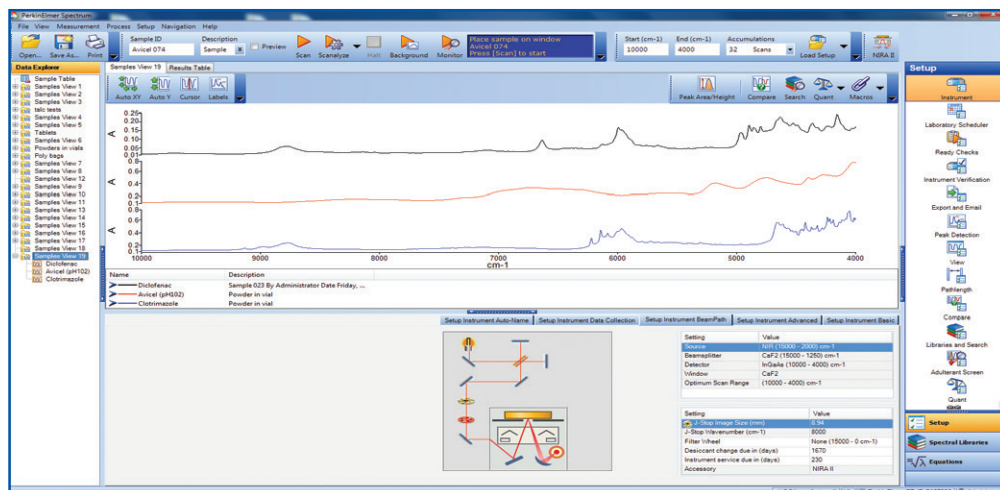 PerkinElmer Spectrum
File View Measurement Process Setup Navigation Help
Open... Save As... Print
Sample ID
Avicel 074
Description
Sample
Preview
Scan Scanalyze Halt Background Monitor
Place sample on window
Avicel 074
Press [Scan] to start
Start (cm-1) End (cm-1) Accumulations
10000 4000 32 Scans
Load Setup
NIRA II
Data Explorer
Sample Table
Samples View 1
Samples View 2
Samples View 3
talc tests
Samples View 4
Samples View 5
Tablets
Samples View 6
Powders in vials
Samples View 7
Poly bags
Samples View 8
Samples View 12
Samples View 9
Samples View 10
Samples View 11
Samples View 13
Samples View 14
Samples View 15
Samples View 16
Samples View 17
Samples View 18
Samples View 19
Diclofenac
Avicel (pH102)
Clotrimazole
Samples View 19 Results Table
Auto XY Auto Y Cursor Labels
Peak Area/Height Compare Search Quant Macros
0.25
0.20
0.15
0.10
0.05
0.01
A
0.8
0.6
0.4
0.2
0.1
A
0.8
0.6
0.4
0.2
0.1
A
10000 9000 8000 7000 6000 5000 4000
cm-1
Name Description
Diclofenac Sample 023 By Administrator Date Friday, ...
Avicel (pH102) Powder in vial
Clotrimazole Powder in vial
Setup Instrument Auto-Name Setup Instrument Data Collection Setup Instrument BeamPath Setup Instrument Advanced Setup Instrument Basic
Setting Value
Source NIR (15000 - 2000) cm-1
Beamsplitter CaF2 (15000 - 1250) cm-1
Detector InGaAs (10000 - 4000) cm-1
Window CaF2
Optimum Scan Range (10000 - 4000) cm-1
Setting Value
J-Stop Image Size (mm) 8.94
J-Stop Wavenumber (cm-1) 8000
Filter Wheel None (15000 - 0 cm-1)
Desiccant change due in (days) 1670
Instrument service due in (days) 230
Accessory NIRA II
Setup
Instrument
Laboratory Scheduler
Ready Checks
Instrument Verification
Export and Email
Peak Detection
View
Pathlength
Compare
Libraries and Search
Adulterant Screen
Quant
Setup
Spectral Libraries
Equations